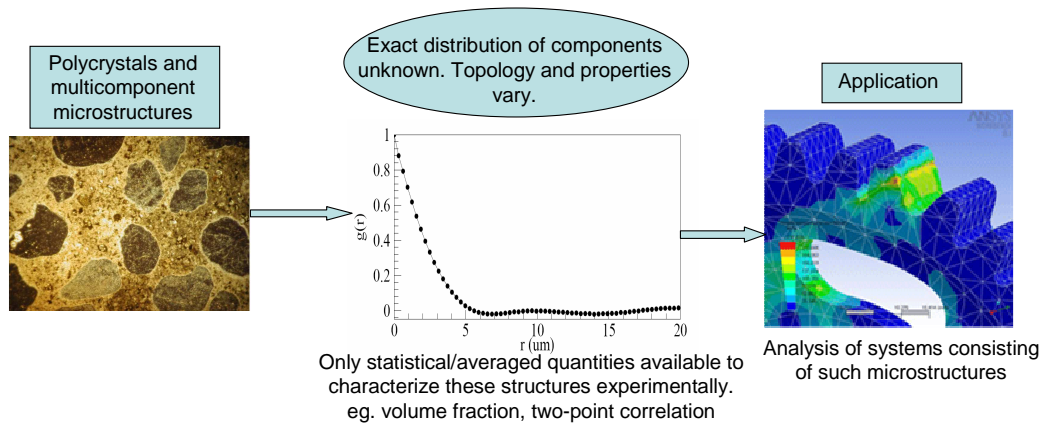 Polycrystals and
multicomponent
microstructures
Exact distribution of components
unknown. Topology and properties
vary.
Application
ANSYS
1
0.8
0.6
0.4
0.2
0
g(r)
0
5
10
15
20
r (um)
Only statistical/averaged quantities available to
characterize these structures experimentally.
eg. volume fraction, two-point correlation
Analysis of systems consisting
of such microstructures